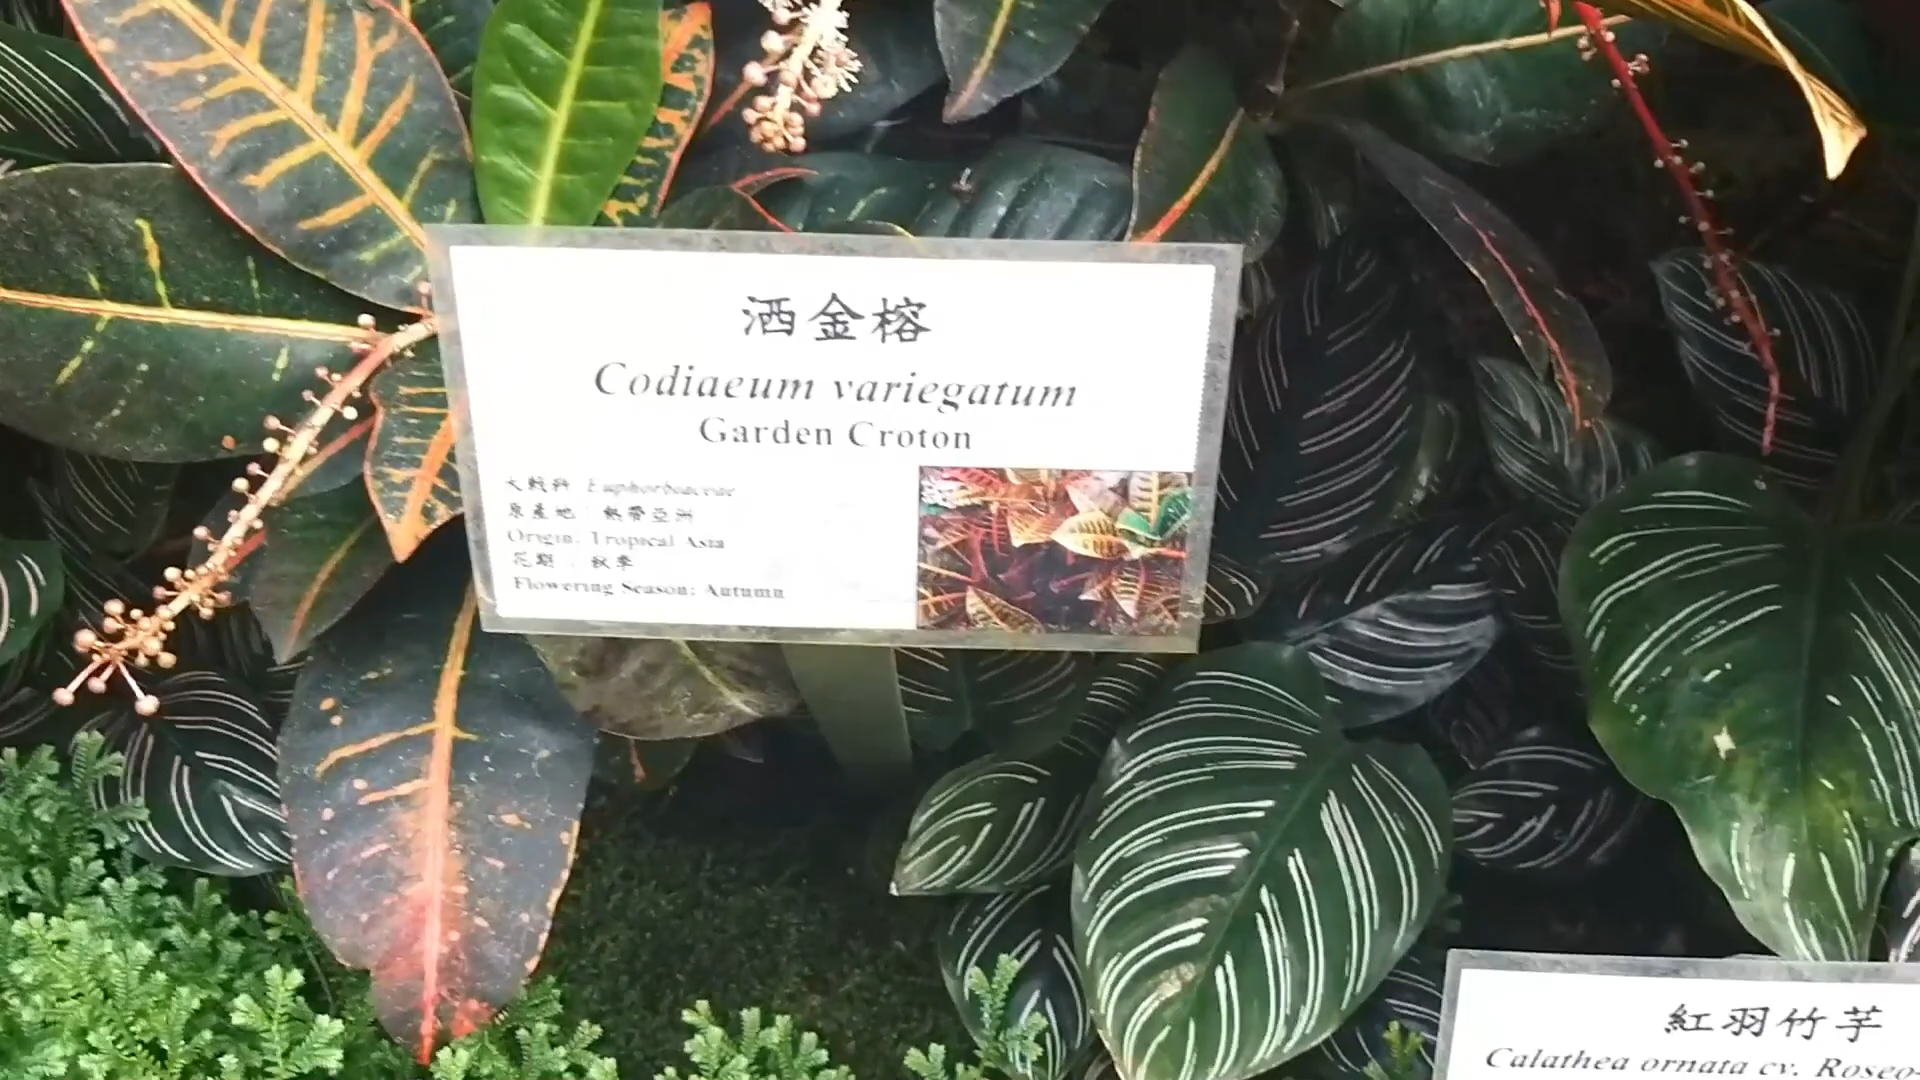 洒金榕
Codiaeum variegatum
Garden Croton
大戟科 Euphorbiaceae
原產地: 熱帶亞洲
Origin: Tropical Asia
花期: 秋季
Flowering Season: Autumn
紅羽竹芋
Calathea ornata cv. Roseo-